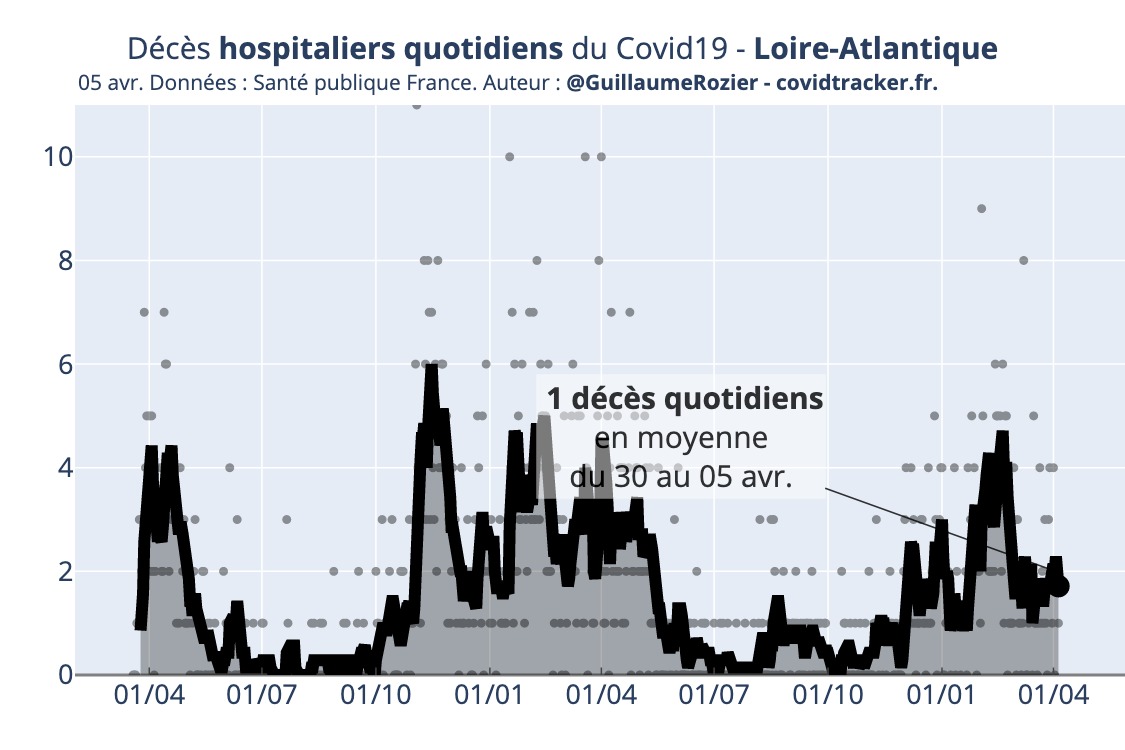 Décès hospitaliers quotidiens du Covid19 - Loire-Atlantique
05 avr. Données : Santé publique France. Auteur : @GuillaumeRozier - covidtracker.fr.
10
8
6
1 décès quotidiens
en moyenne
4
du 30 au 05 avr.
2
0
01/04 01/07 01/10 01/01 01/04 01/07 01/10 01/01 01/04